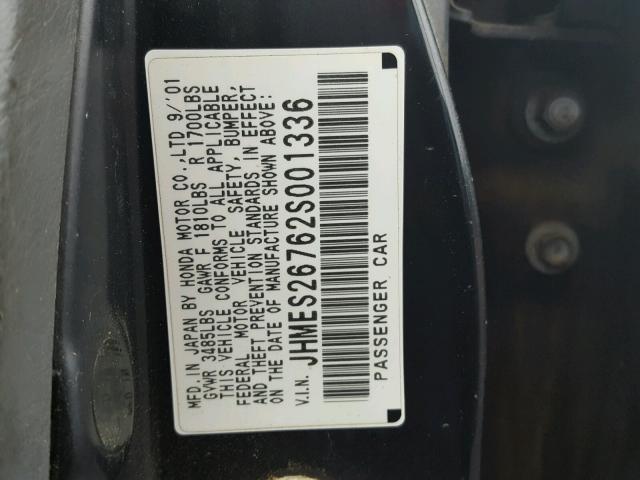 MFD. IN JAPAN BY HONDA MOTOR CO., LTD 9/'01
GVWR 3485LBS GAWR F 1810LBS R 1700LBS
THIS VEHICLE CONFORMS TO ALL APPLICABLE
FEDERAL MOTOR VEHICLE SAFETY, BUMPER,
AND THEFT PREVENTION STANDARDS IN EFFECT
ON THE DATE OF MANUFACTURE SHOWN ABOVE:
V.I.N. JHMES26762S001336
PASSENGER CAR